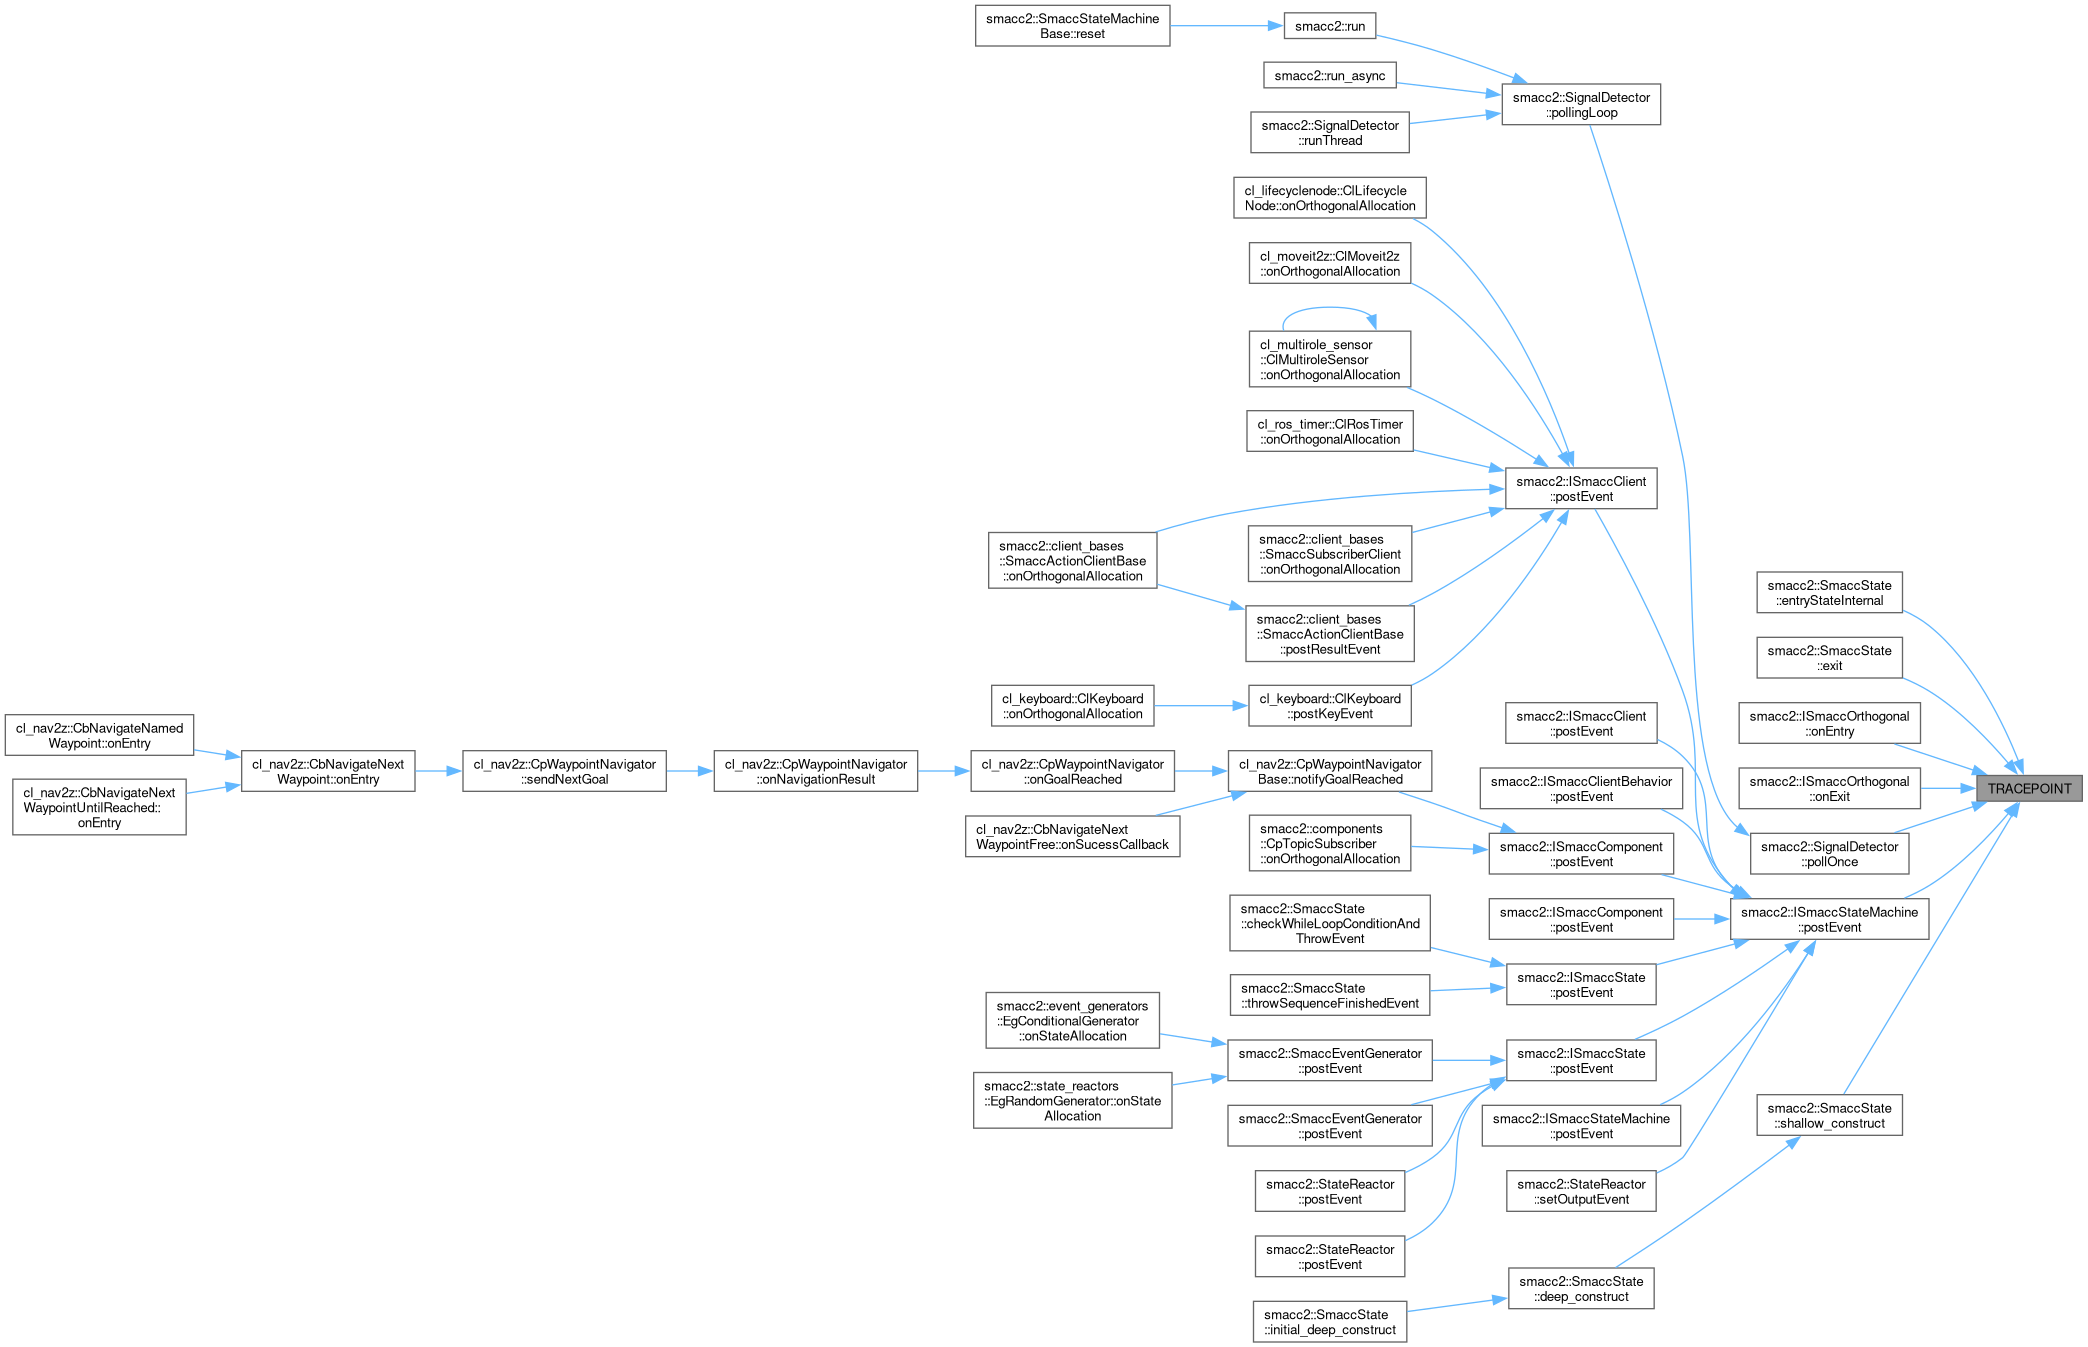 smacc2::SmaccStateMachine
Base::reset
smacc2::run
smacc2::run_async
smacc2::SignalDetector
::runThread
smacc2::SignalDetector
::pollingLoop
cl_lifecyclenode::ClLifecycle
Node::onOrthogonalAllocation
cl_moveit2z::ClMoveit2z
::onOrthogonalAllocation
cl_multirole_sensor
::ClMultiroleSensor
::onOrthogonalAllocation
cl_ros_timer::ClRosTimer
::onOrthogonalAllocation
smacc2::ISmaccClient
::postEvent
smacc2::client_bases
::SmaccActionClientBase
::onOrthogonalAllocation
smacc2::client_bases
::SmaccSubscriberClient
::onOrthogonalAllocation
smacc2::client_bases
::SmaccActionClientBase
::postResultEvent
cl_keyboard::ClKeyboard
::onOrthogonalAllocation
cl_keyboard::ClKeyboard
::postKeyEvent
smacc2::SmaccState
::entryStateInternal
smacc2::SmaccState
::exit
smacc2::ISmaccClient
::postEvent
smacc2::ISmaccOrthogonal
::onEntry
cl_nav2z::CbNavigateNamed
Waypoint::onEntry
cl_nav2z::CbNavigateNext
WaypointUntilReached::
onEntry
cl_nav2z::CbNavigateNext
Waypoint::onEntry
cl_nav2z::CpWaypointNavigator
::sendNextGoal
cl_nav2z::CpWaypointNavigator
::onNavigationResult
cl_nav2z::CpWaypointNavigator
::onGoalReached
cl_nav2z::CpWaypointNavigator
Base::notifyGoalReached
smacc2::ISmaccClientBehavior
::postEvent
smacc2::ISmaccOrthogonal
::onExit
TRACEPOINT
cl_nav2z::CbNavigateNext
WaypointFree::onSucessCallback
smacc2::components
::CpTopicSubscriber
::onOrthogonalAllocation
smacc2::ISmaccComponent
::postEvent
smacc2::SignalDetector
::pollOnce
smacc2::SmaccState
::checkWhileLoopConditionAnd
ThrowEvent
smacc2::ISmaccComponent
::postEvent
smacc2::ISmaccStateMachine
::postEvent
smacc2::SmaccState
::throwSequenceFinishedEvent
smacc2::ISmaccState
::postEvent
smacc2::event_generators
::EgConditionalGenerator
::onStateAllocation
smacc2::SmaccEventGenerator
::postEvent
smacc2::ISmaccState
::postEvent
smacc2::state_reactors
::EgRandomGenerator::onState
Allocation
smacc2::SmaccEventGenerator
::postEvent
smacc2::ISmaccStateMachine
::postEvent
smacc2::SmaccState
::shallow_construct
smacc2::StateReactor
::postEvent
smacc2::StateReactor
::setOutputEvent
smacc2::StateReactor
::postEvent
smacc2::SmaccState
::deep_construct
smacc2::SmaccState
::initial_deep_construct